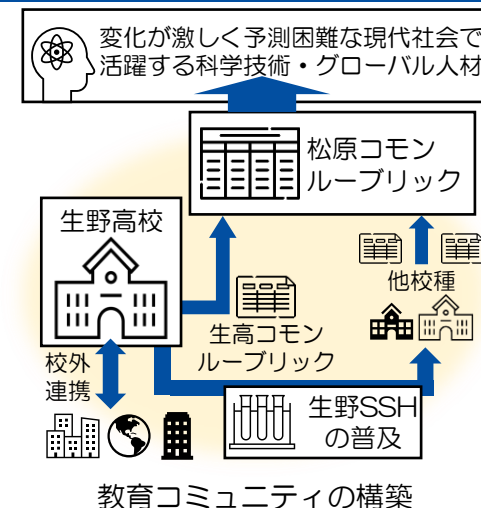 変化が激しく予測困難な現代社会で
活躍する科学技術・グローバル人材
松原コモン
ルーブリック
生野高校
他校種
生高コモン
ルーブリック
校外
連携
生野SSH
の普及
教育コミュニティの構築